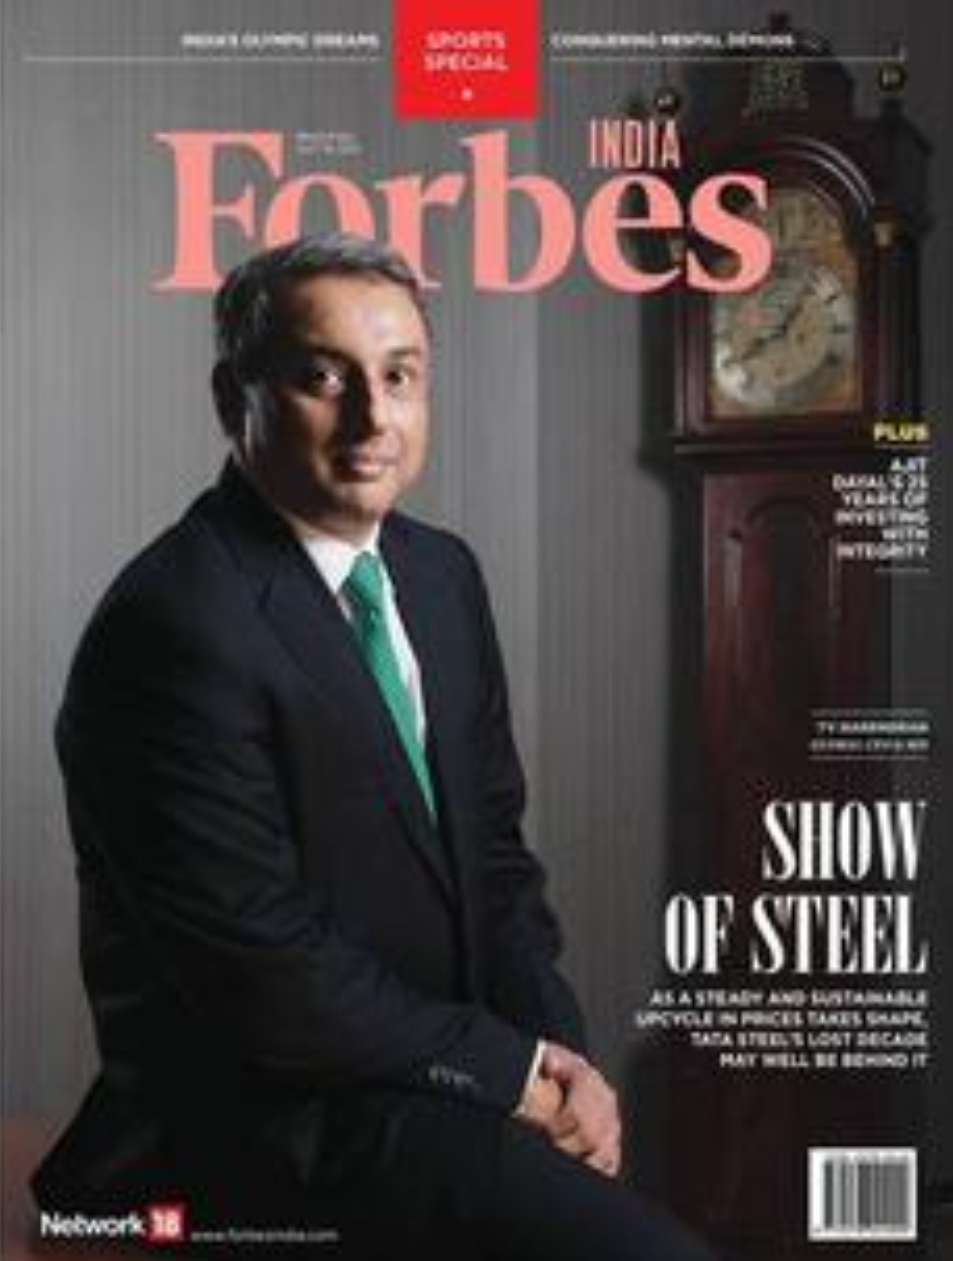 INDIA'S OLYMPIC DREAMS
SPORTS
SPECIAL
CONQUERING MENTAL DEMONS
INDIA
Forbes
PLUS
AJIT
DAYAL'S 25
YEARS OF
INVESTING
WITH
INTEGRITY
TV NARENDRAN
SHOW
OF STEEL
AS A STEADY AND SUSTAINABLE
UPCYCLE IN PRICES TAKES SHAPE,
TATA STEEL'S LOST DECADE
MAY WELL BE BEHIND IT
Network 18
www.forbesindia.com